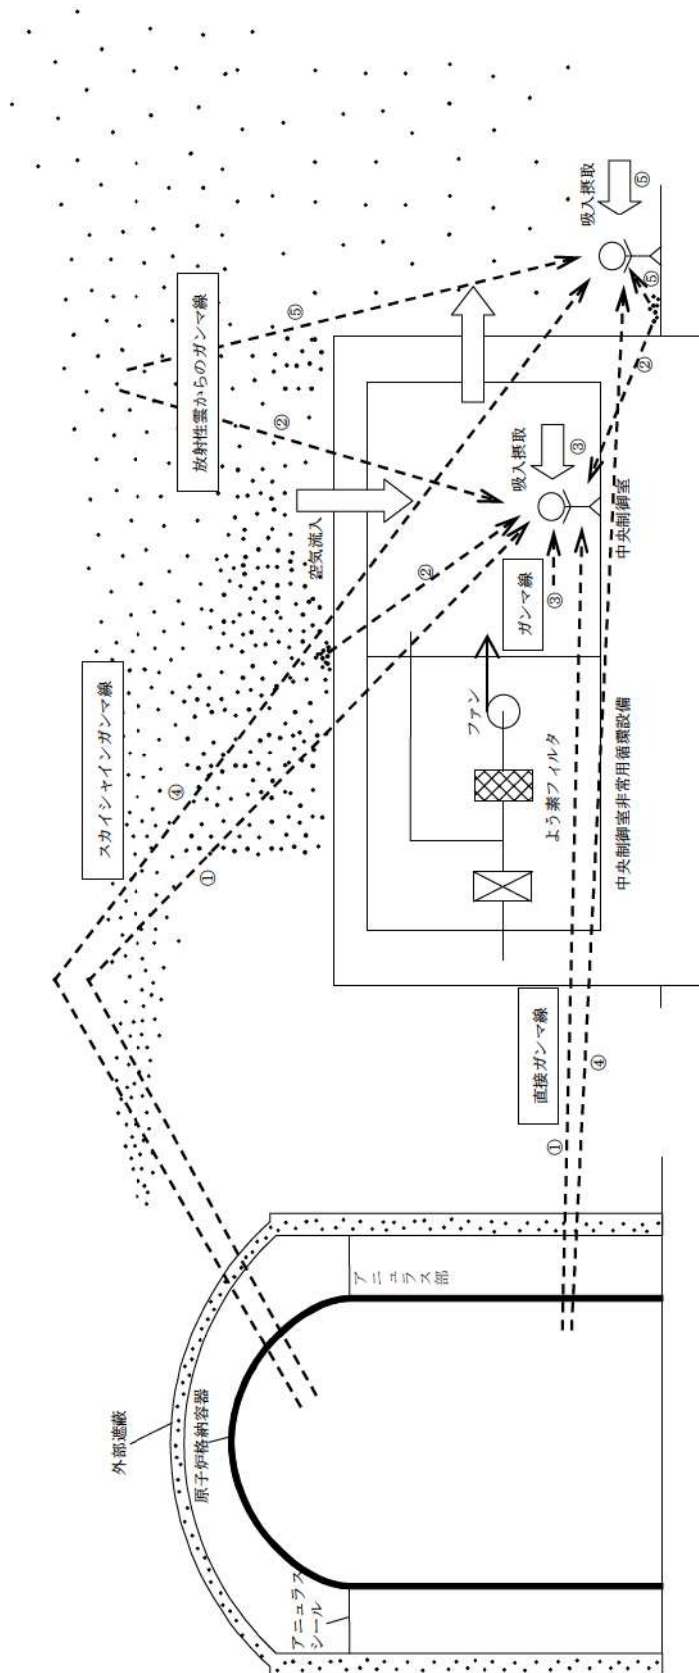 外部遮蔽
原子炉格納容器
アニュラス
シール
アニュラス部
スカイシャインガンマ線
放射性雲からのガンマ線
①
④
空気流入
②
②
⑤
直接ガンマ線
①
④
ファン
よう素フィルタ
中央制御室非常用循環設備
ガンマ線
③
吸入摂取
③
中央制御室
②
吸入摂取
⑤
⑤